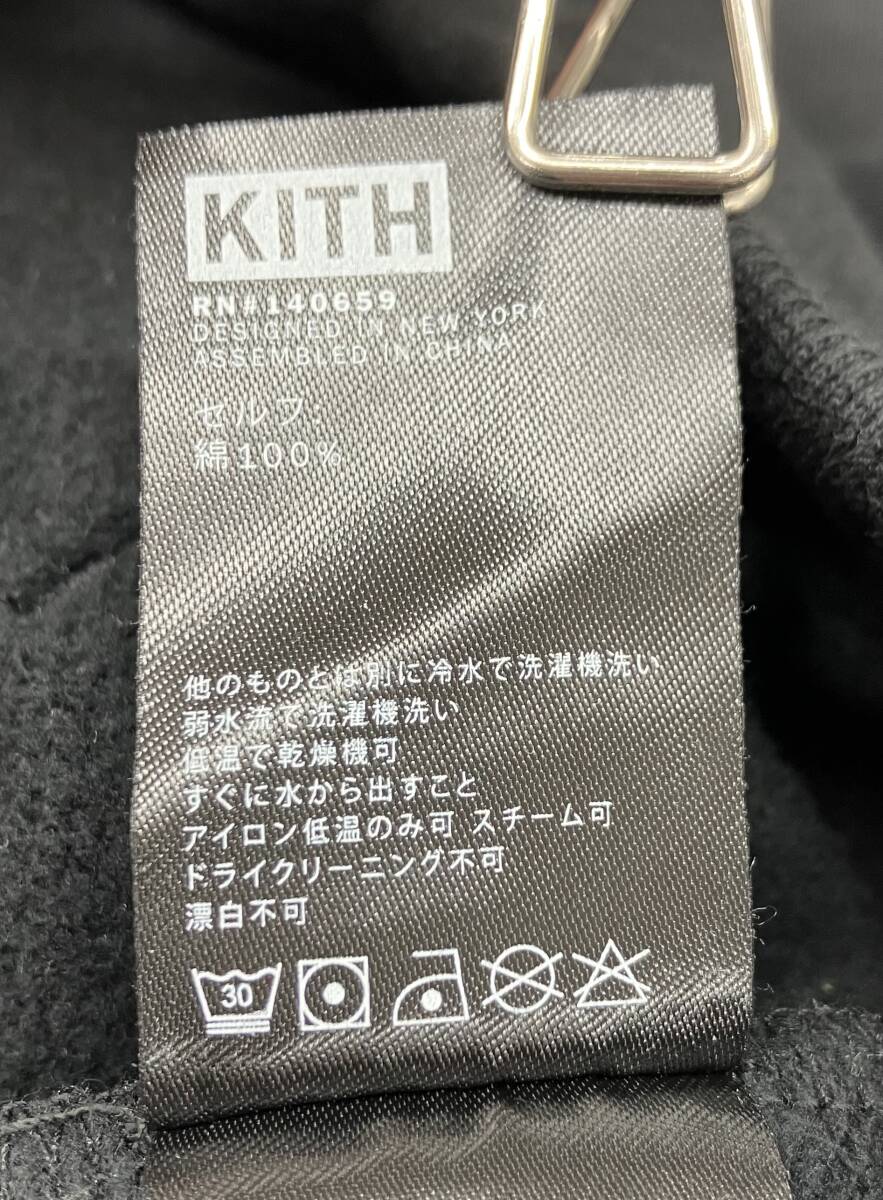 KITH
RN#140659
DESIGNED IN NEW YORK
ASSEMBLED IN CHINA
セルフ:
綿100%
他のものとは別に冷水で洗濯機洗い
弱水流で洗濯機洗い
低温で乾燥機可
すぐに水から出すこと
アイロン低温のみ可 スチーム可
ドライクリーニング不可
漂白不可
30